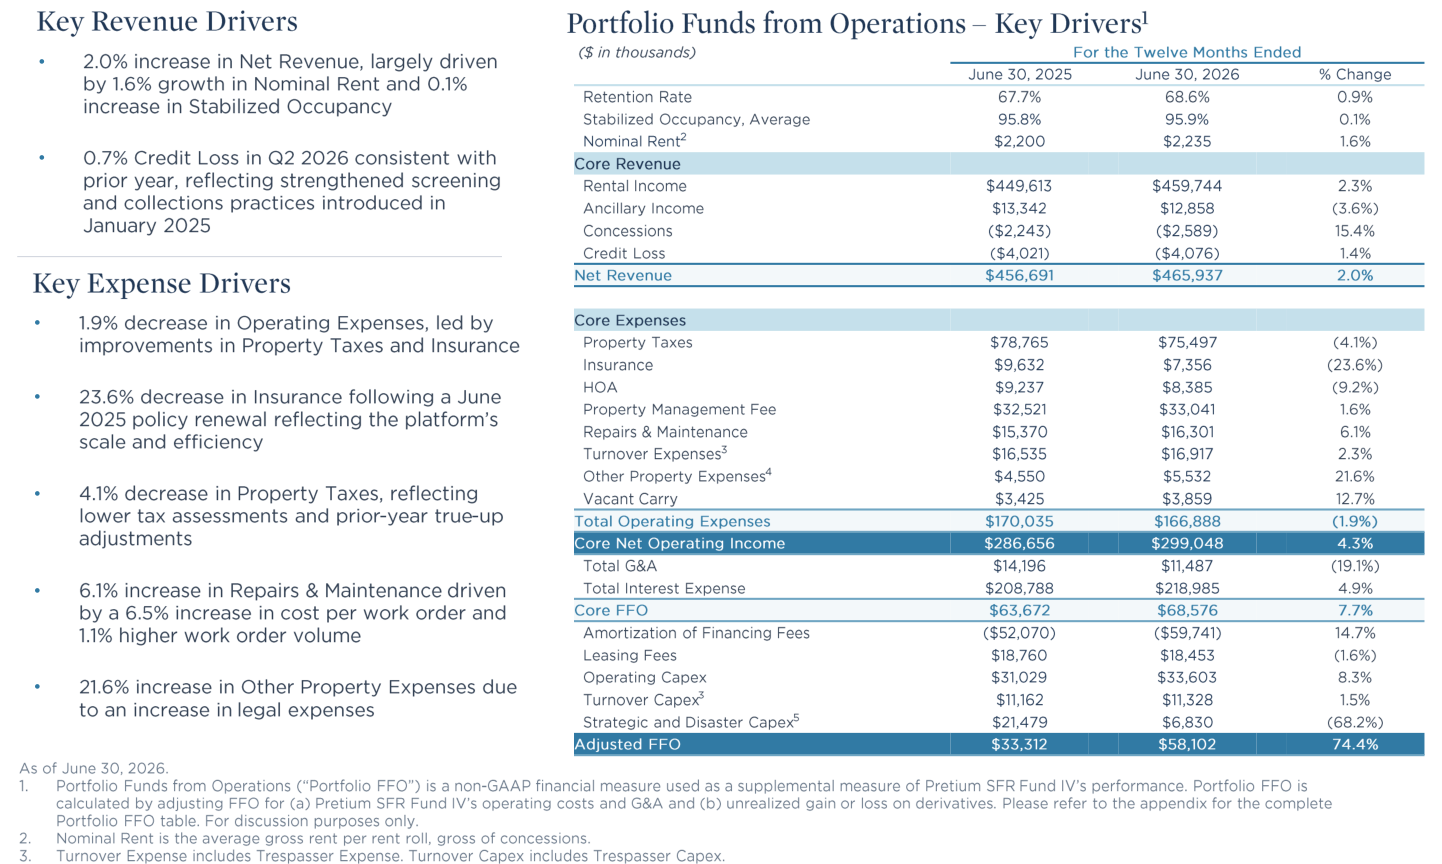 Key Revenue Drivers
• 2.0% increase in Net Revenue, largely driven
by 1.6% growth in Nominal Rent and 0.1%
increase in Stabilized Occupancy
• 0.7% Credit Loss in Q2 2026 consistent with
prior year, reflecting strengthened screening
and collections practices introduced in
January 2025
Key Expense Drivers
• 1.9% decrease in Operating Expenses, led by
improvements in Property Taxes and Insurance
• 23.6% decrease in Insurance following a June
2025 policy renewal reflecting the platform's
scale and efficiency
• 4.1% decrease in Property Taxes, reflecting
lower tax assessments and prior-year true-up
adjustments
• 6.1% increase in Repairs & Maintenance driven
by a 6.5% increase in cost per work order and
1.1% higher work order volume
• 21.6% increase in Other Property Expenses due
to an increase in legal expenses
Portfolio Funds from Operations – Key Drivers¹
($ in thousands) For the Twelve Months Ended
June 30, 2025 June 30, 2026 % Change
Retention Rate 67.7% 68.6% 0.9%
Stabilized Occupancy, Average 95.8% 95.9% 0.1%
Nominal Rent² $2,200 $2,235 1.6%
Core Revenue
Rental Income $449,613 $459,744 2.3%
Ancillary Income $13,342 $12,858 (3.6%)
Concessions ($2,243) ($2,589) 15.4%
Credit Loss ($4,021) ($4,076) 1.4%
Net Revenue $456,691 $465,937 2.0%
Core Expenses
Property Taxes $78,765 $75,497 (4.1%)
Insurance $9,632 $7,356 (23.6%)
HOA $9,237 $8,385 (9.2%)
Property Management Fee $32,521 $33,041 1.6%
Repairs & Maintenance $15,370 $16,301 6.1%
Turnover Expenses³ $16,535 $16,917 2.3%
Other Property Expenses⁴ $4,550 $5,532 21.6%
Vacant Carry $3,425 $3,859 12.7%
Total Operating Expenses $170,035 $166,888 (1.9%)
Core Net Operating Income $286,656 $299,048 4.3%
Total G&A $14,196 $11,487 (19.1%)
Total Interest Expense $208,788 $218,985 4.9%
Core FFO $63,672 $68,576 7.7%
Amortization of Financing Fees ($52,070) ($59,741) 14.7%
Leasing Fees $18,760 $18,453 (1.6%)
Operating Capex $31,029 $33,603 8.3%
Turnover Capex³ $11,162 $11,328 1.5%
Strategic and Disaster Capex⁵ $21,479 $6,830 (68.2%)
Adjusted FFO $33,312 $58,102 74.4%
As of June 30, 2026.
1. Portfolio Funds from Operations ("Portfolio FFO") is a non-GAAP financial measure used as a supplemental measure of Pretium SFR Fund IV's performance. Portfolio FFO is
calculated by adjusting FFO for (a) Pretium SFR Fund IV's operating costs and G&A and (b) unrealized gain or loss on derivatives. Please refer to the appendix for the complete
Portfolio FFO table. For discussion purposes only.
2. Nominal Rent is the average gross rent per rent roll, gross of concessions.
3. Turnover Expense includes Trespasser Expense. Turnover Capex includes Trespasser Capex.